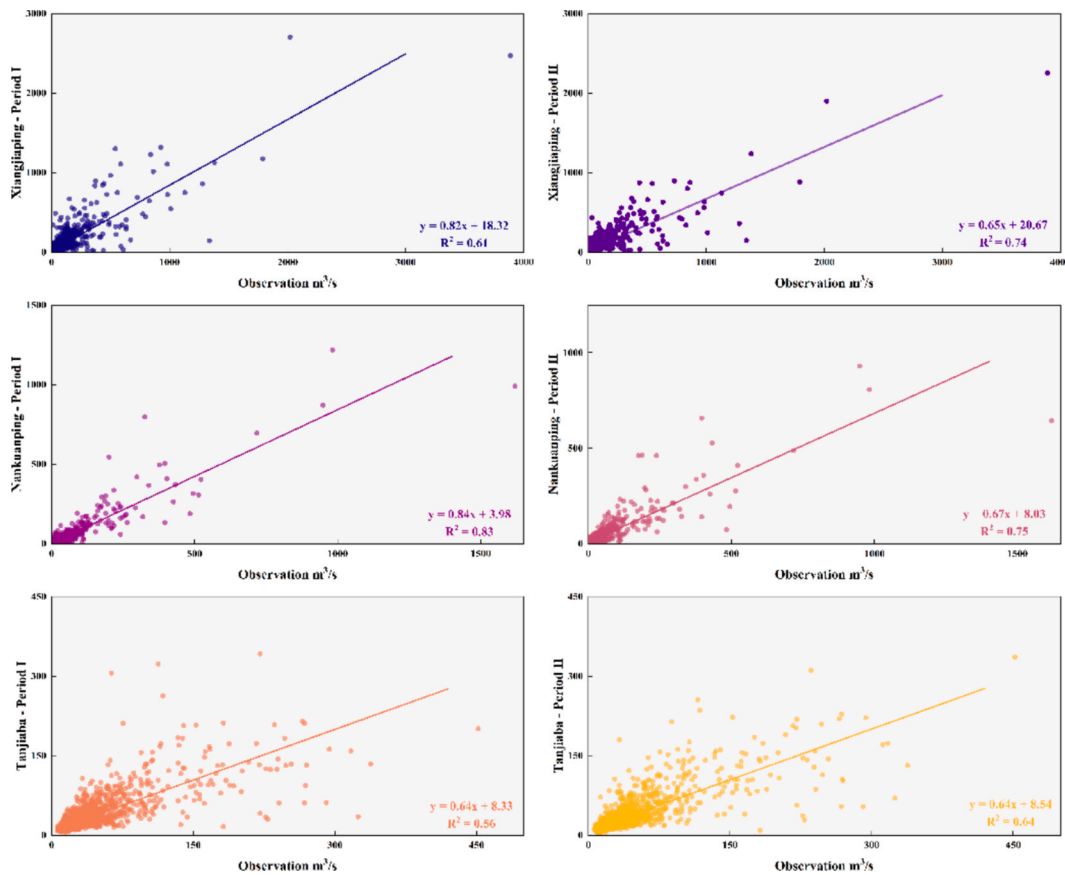 Xiangjiaping - Period I
3000
2000
1000
0
0
1000
2000
3000
4000
Observation m³/s
y = 0.82x + 18.32
R² = 0.61
Xiangjiaping - Period II
3000
2000
1000
0
0
1000
2000
3000
400
Observation m³/s
y = 0.65x + 20.67
R² = 0.74
Nankuanping - Period I
1500
1000
500
0
0
500
1000
1500
Observation m³/s
y = 0.84x + 3.98
R² = 0.83
Nankuanping - Period II
1000
500
0
0
500
1000
1500
Observation m³/s
y = 0.67x + 8.03
R² = 0.75
Tanjiaba - Period I
450
300
150
0
0
150
300
450
Observation m³/s
y = 0.64x + 8.33
R² = 0.56
Tanjiaba - Period II
450
300
150
0
0
150
300
450
Observation m³/s
y = 0.64x + 8.54
R² = 0.64